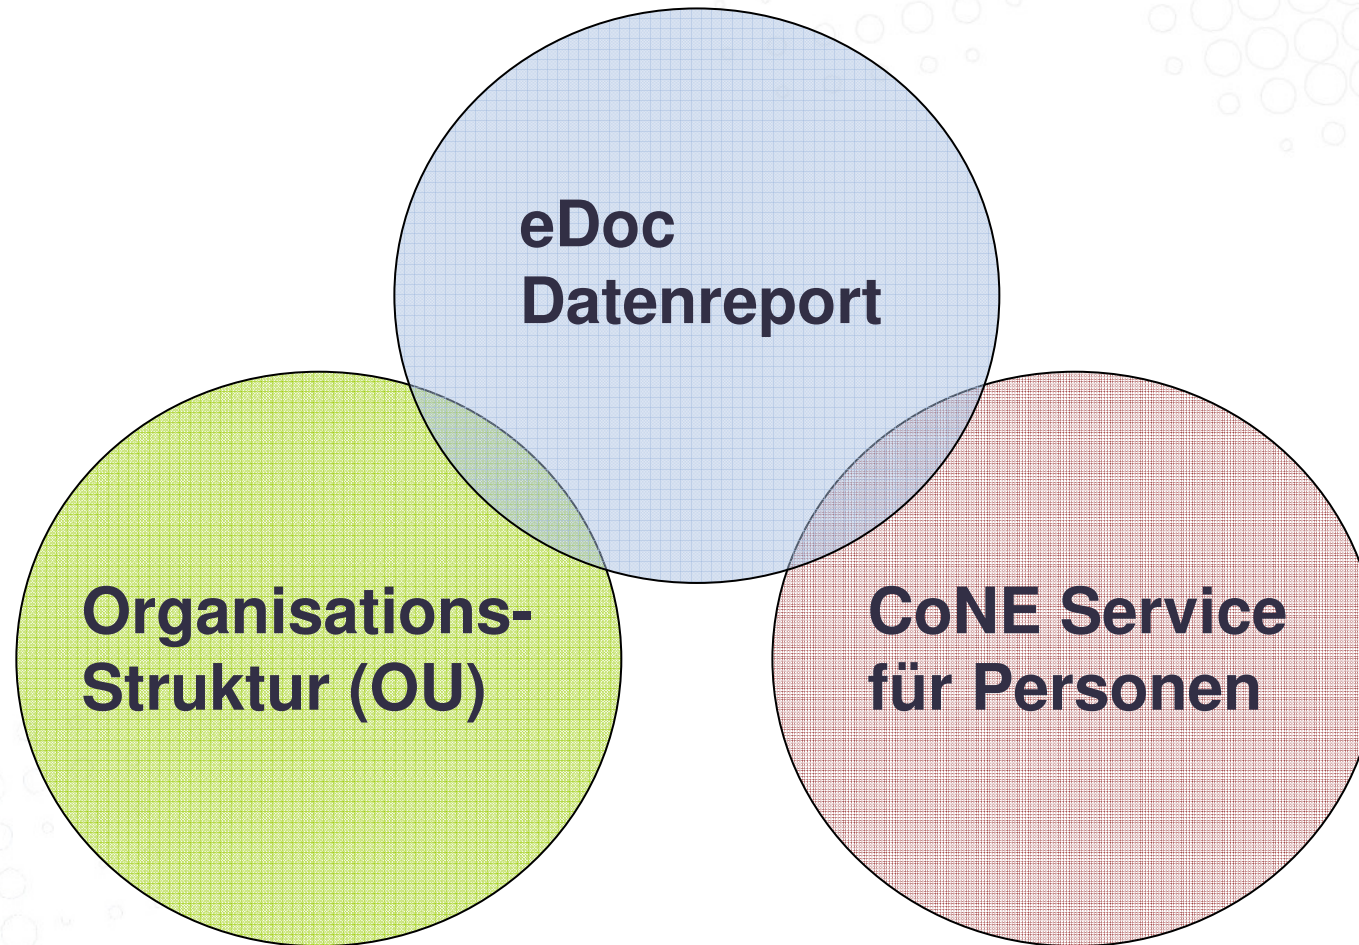 eDoc
Datenreport
Organisations-
Struktur (OU)
CoNE Service
für Personen